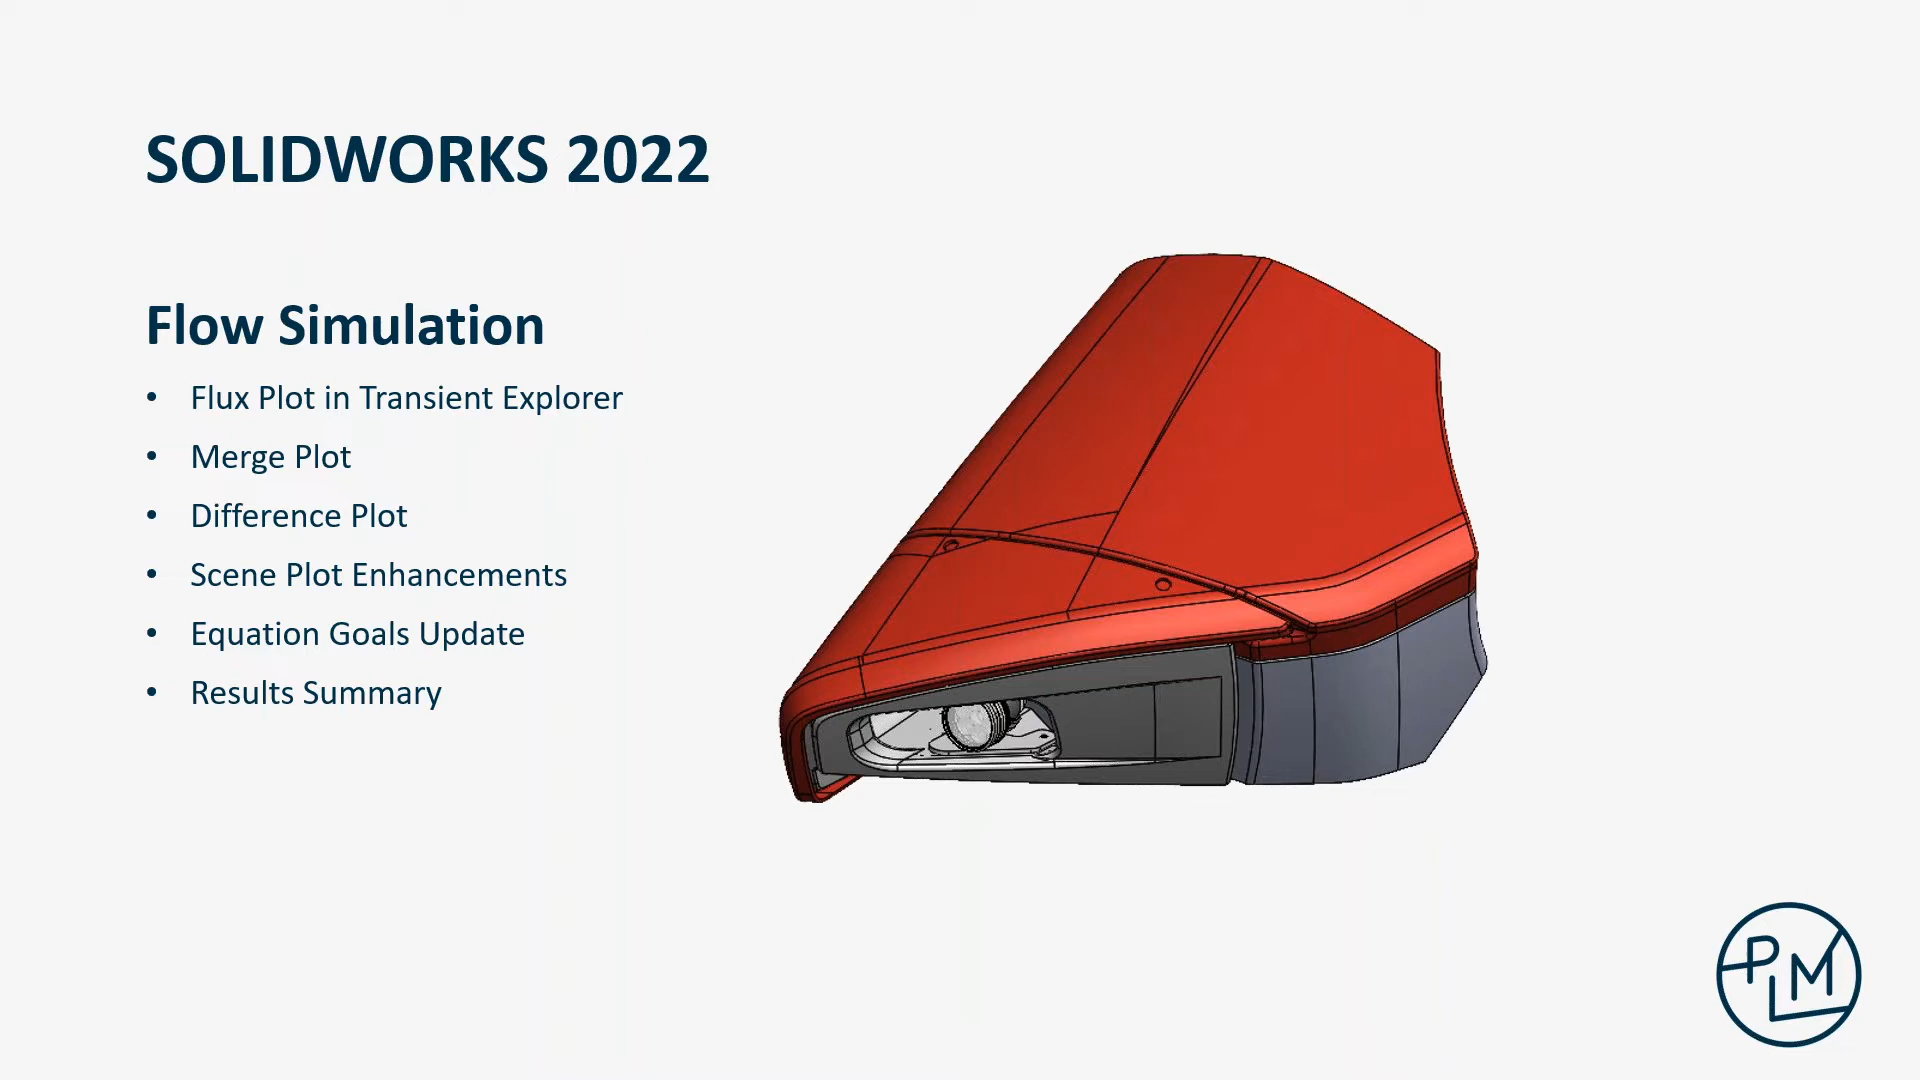 SOLIDWORKS 2022
Flow Simulation
• Flux Plot in Transient Explorer
• Merge Plot
• Difference Plot
• Scene Plot Enhancements
• Equation Goals Update
• Results Summary
PLM